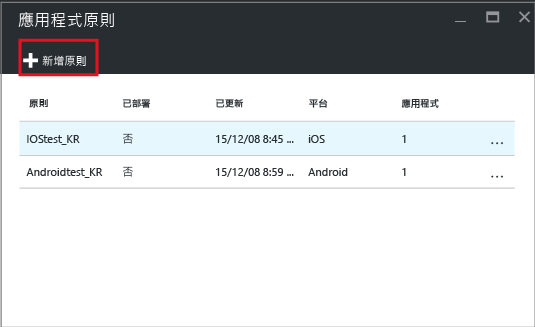 應用程式原則
新增原則
原則 已部署 已更新 平台 應用程式
IOStest_KR 否 15/12/08 8:45 ... iOS 1 ...
Androidtest_KR 否 15/12/08 8:59 ... Android 1 ...